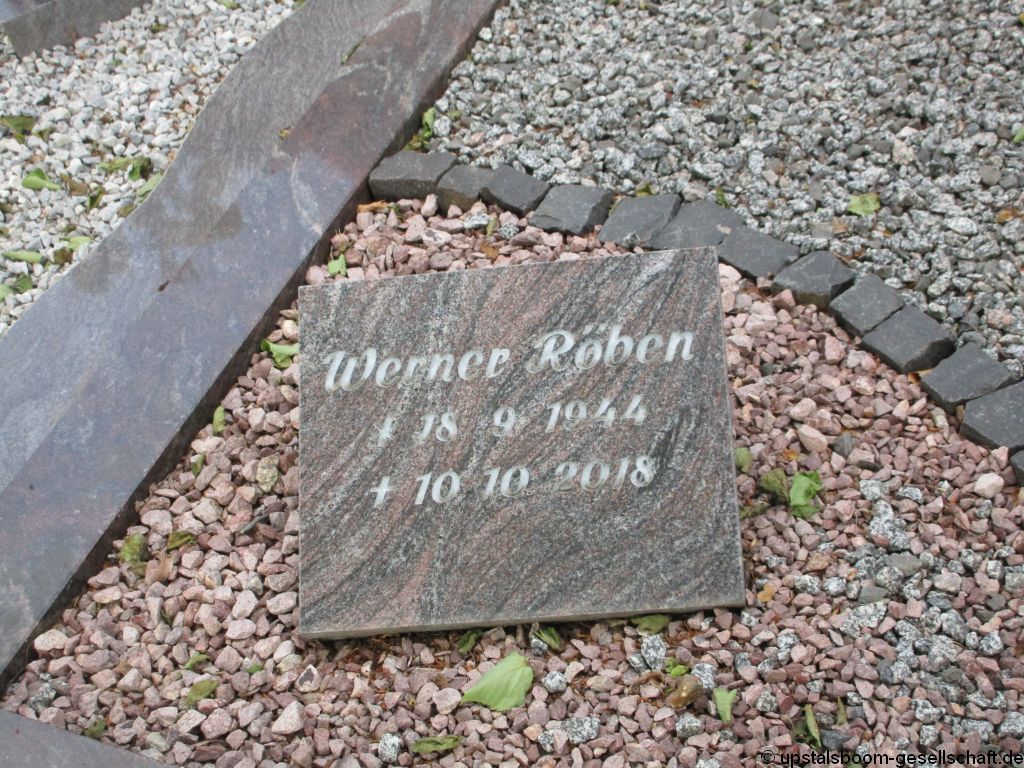 Werner Röben
* 18 9 1944
† 10 10 2018
© upstalsboom-gesellschaft.de